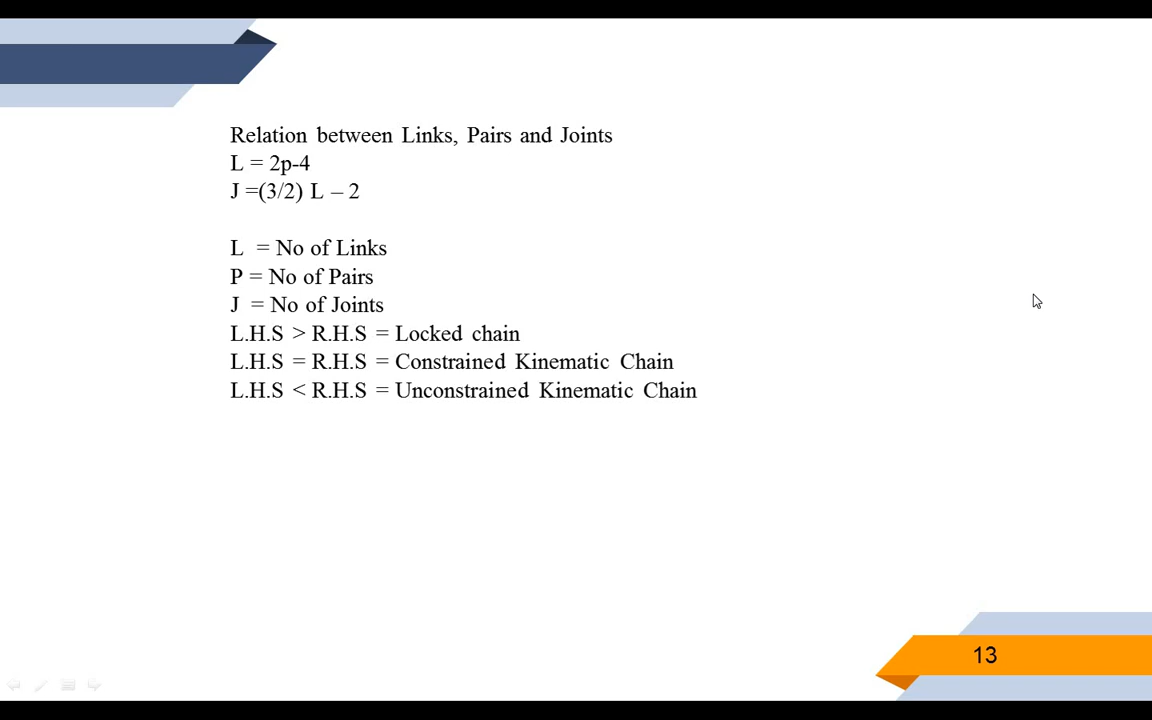 Relation between Links, Pairs and Joints
L = 2p-4
J =(3/2) L – 2
L = No of Links
P = No of Pairs
J = No of Joints
L.H.S > R.H.S = Locked chain
L.H.S = R.H.S = Constrained Kinematic Chain
L.H.S < R.H.S = Unconstrained Kinematic Chain
13